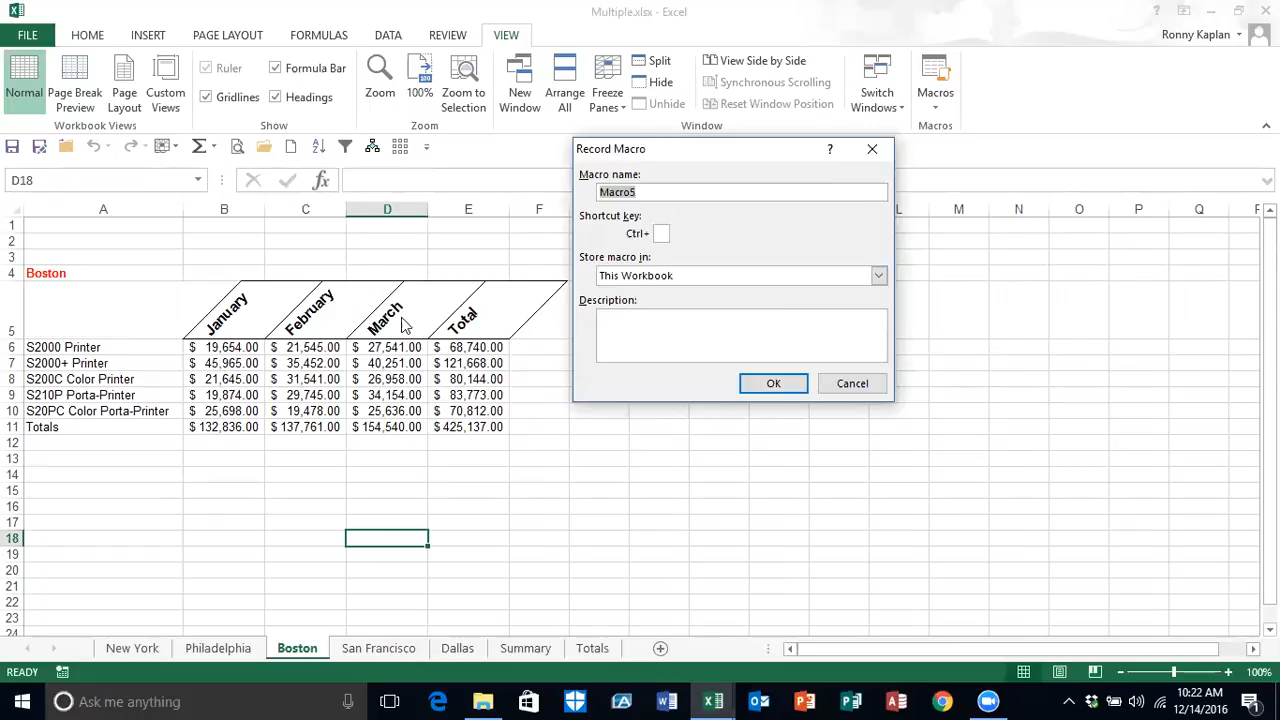 Multiple.xlsx - Excel
FILE HOME INSERT PAGE LAYOUT FORMULAS DATA REVIEW VIEW Ronny Kaplan
Normal Page Break Preview Page Layout Custom Views
Ruler Formula Bar
Gridlines Headings
Zoom 100% Zoom to Selection
New Window Arrange All Freeze Panes
Split
Hide
Unhide
View Side by Side
Synchronous Scrolling
Reset Window Position
Switch Windows
Macros
Workbook Views Show Zoom Window Macros
D18
fx
A B C D E F L M N O P Q
1
2
3
4 Boston
5 January February March Total
6 S2000 Printer $ 19,654.00 $ 21,545.00 $ 27,541.00 $ 68,740.00
7 S2000+ Printer $ 45,965.00 $ 35,452.00 $ 40,251.00 $ 121,668.00
8 S200C Color Printer $ 21,645.00 $ 31,541.00 $ 26,958.00 $ 80,144.00
9 S210P Porta-Printer $ 19,874.00 $ 29,745.00 $ 34,154.00 $ 83,773.00
10 S20PC Color Porta-Printer $ 25,698.00 $ 19,478.00 $ 25,636.00 $ 70,812.00
11 Totals $ 132,836.00 $ 137,761.00 $ 154,540.00 $ 425,137.00
12
13
14
15
16
17
18
19
20
21
22
23
24
Record Macro
?
Macro name:
Macro5
Shortcut key:
Ctrl+
Store macro in:
This Workbook
Description:
OK Cancel
New York Philadelphia Boston San Francisco Dallas Summary Totals
READY 100%
Ask me anything
10:22 AM
12/14/2016